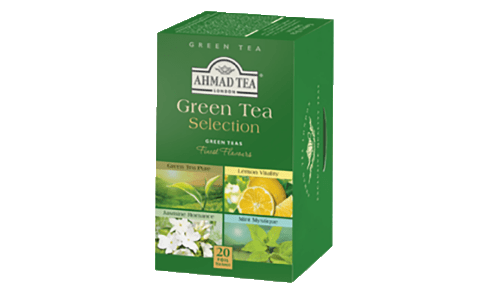 GREEN TEA
AHMAD TEA
LONDON
Green Tea
Selection
GREEN TEAS
Finest Flavours
Green Tea Pure
Lemon Vitality
Jasmine Romance
Mint Mystique
20